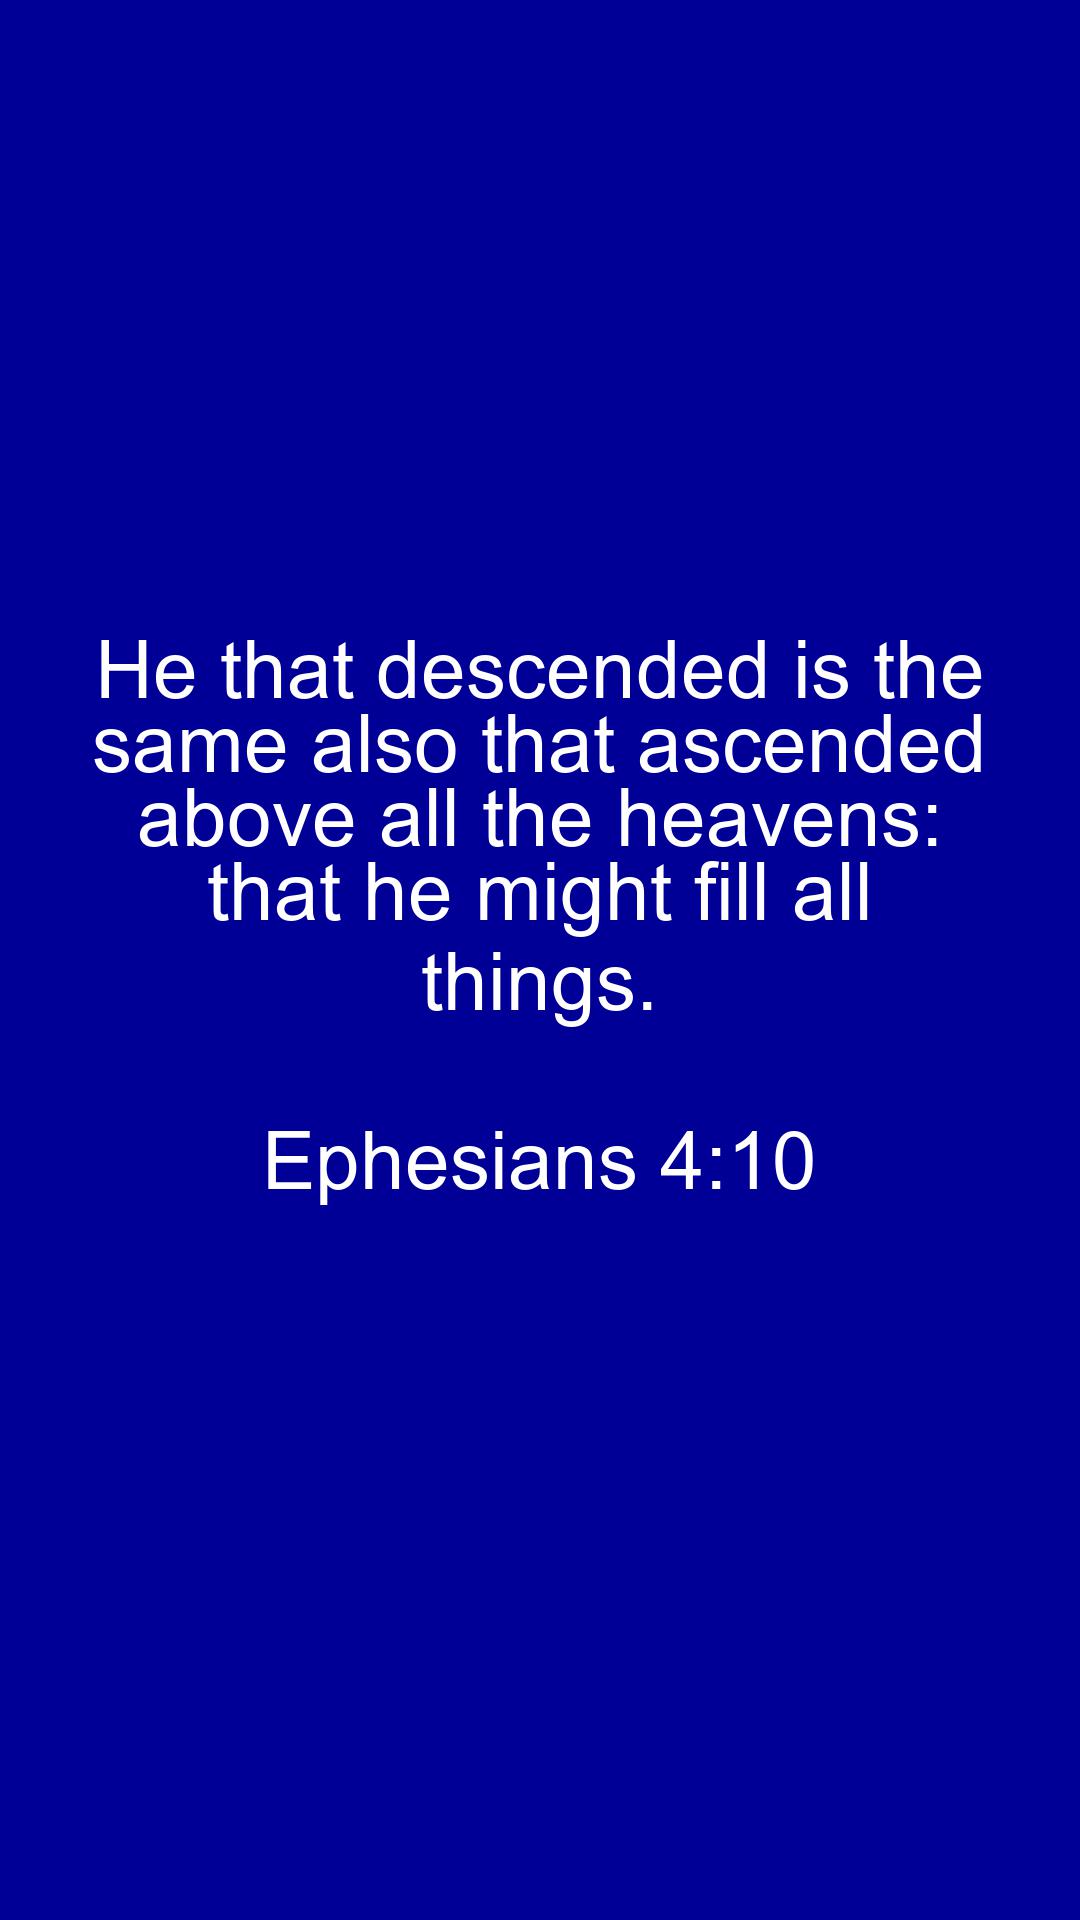 He that descended is the
same also that ascended
above all the heavens:
that he might fill all
things.
Ephesians 4:10